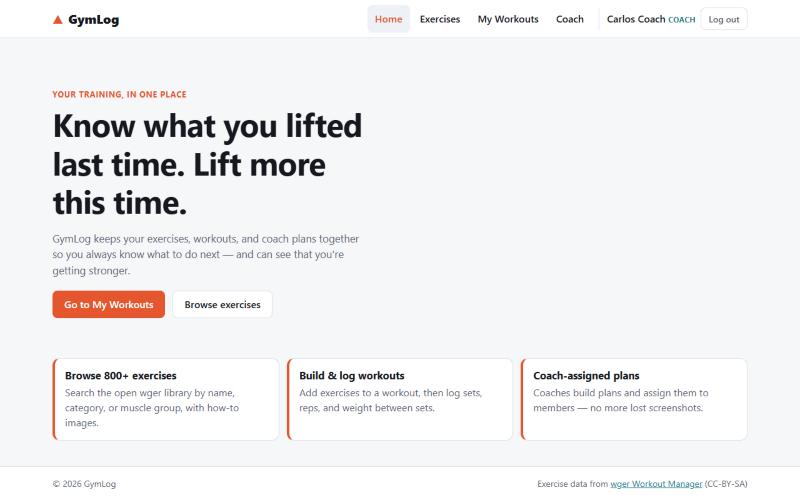 GymLog
Home
Exercises
My Workouts
Coach
Carlos Coach COACH
Log out
YOUR TRAINING, IN ONE PLACE
Know what you lifted
last time. Lift more
this time.
GymLog keeps your exercises, workouts, and coach plans together
so you always know what to do next — and can see that you're
getting stronger.
Go to My Workouts
Browse exercises
Browse 800+ exercises
Search the open wger library by name,
category, or muscle group, with how-to
images.
Build & log workouts
Add exercises to a workout, then log sets,
reps, and weight between sets.
Coach-assigned plans
Coaches build plans and assign them to
members — no more lost screenshots.
© 2026 GymLog
Exercise data from wger Workout Manager (CC-BY-SA)